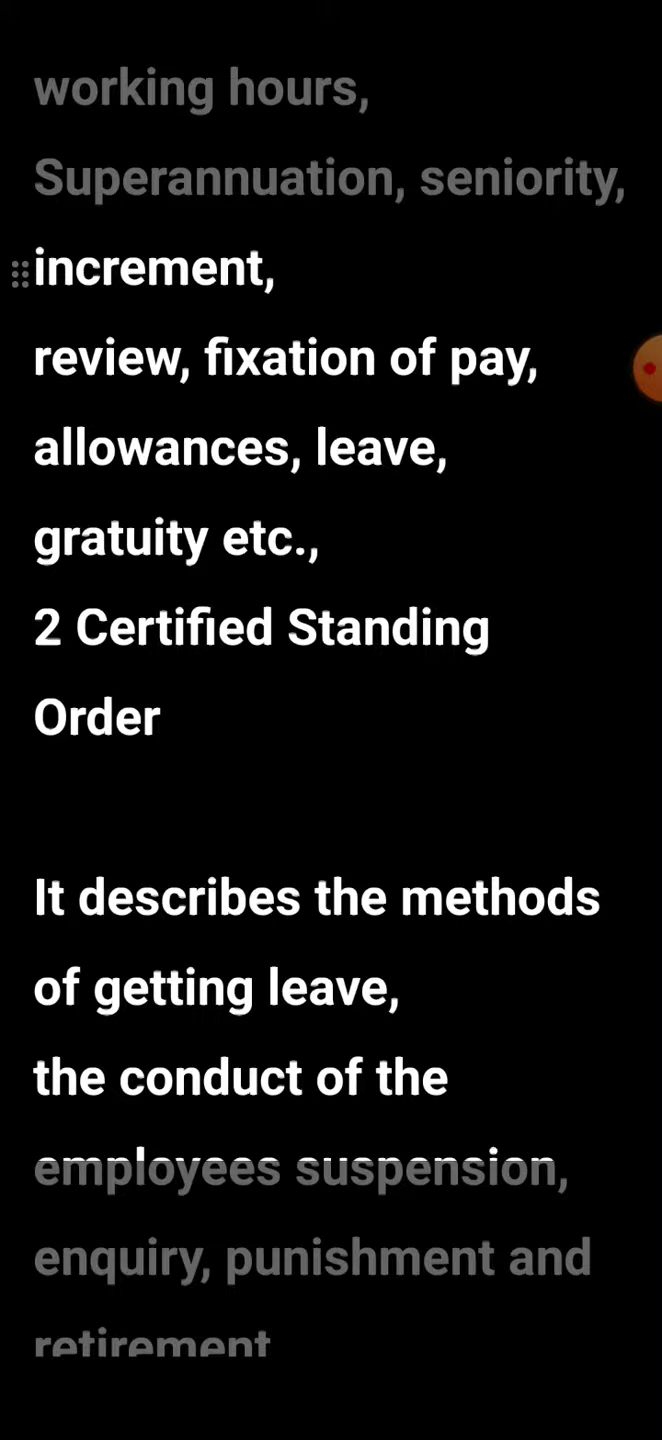 working hours,
Superannuation, seniority,
increment,
review, fixation of pay,
allowances, leave,
gratuity etc.,
2 Certified Standing
Order
It describes the methods
of getting leave,
the conduct of the
employees suspension,
enquiry, punishment and
retirement